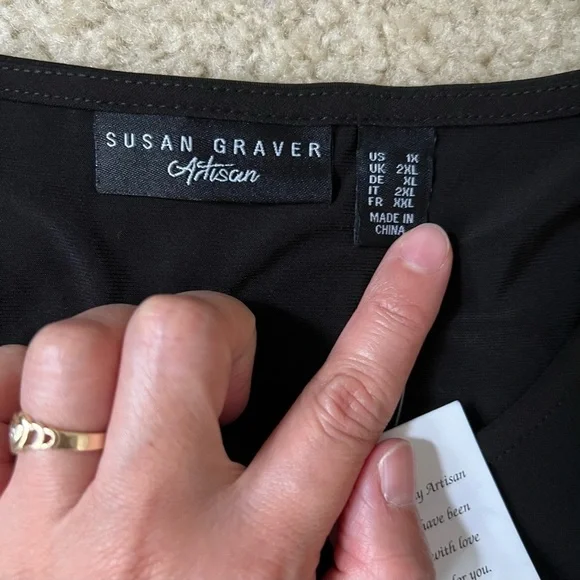 SUSAN GRAVER
Artisan
US 1X
UK 2XL
DE XL
IT 2XL
FR XXL
MADE IN
CHINA
Artisan
have been
with love
for you.